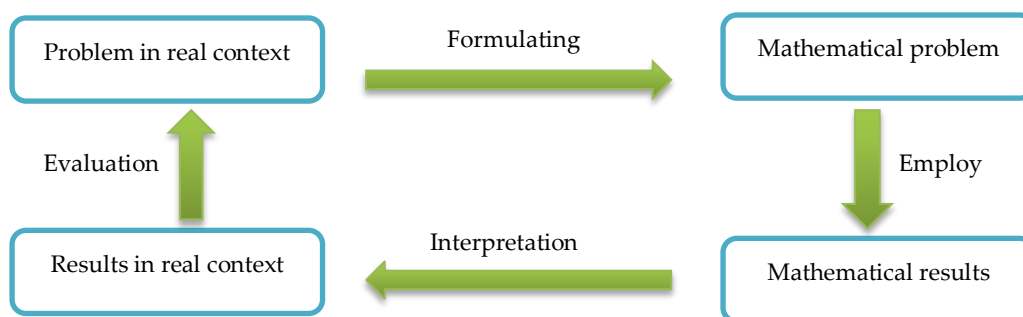 Problem in real context
Formulating
Mathematical problem
Evaluation
Employ
Results in real context
Interpretation
Mathematical results